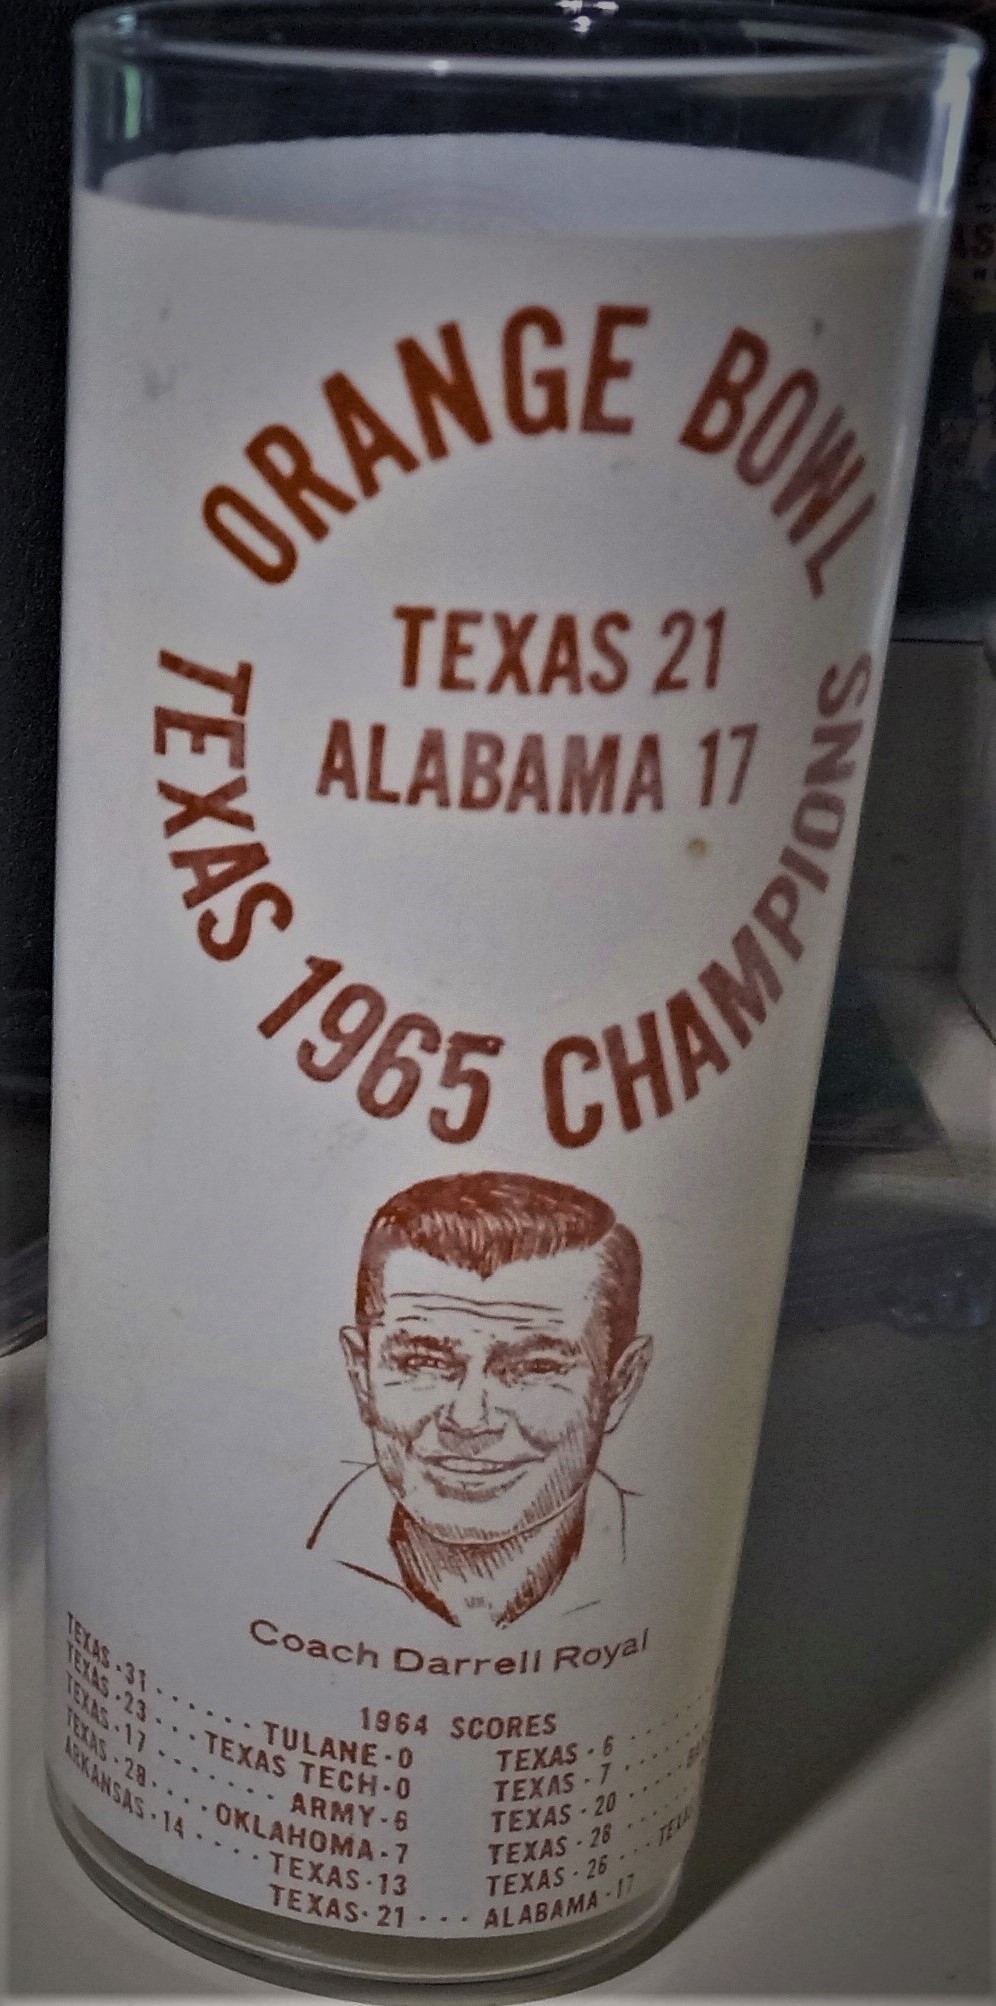 ORANGE BOWL
TEXAS 21
ALABAMA 17
TEXAS 1965 CHAMPIONS
Coach Darrell Royal
1964 SCORES
TEXAS-31.......TULANE-0
TEXAS-23...TEXAS TECH-0
TEXAS-17.......ARMY-6
TEXAS-28....OKLAHOMA-7
ARKANSAS-14....TEXAS-13
TEXAS-6
TEXAS-7
TEXAS-20
TEXAS-28
TEXAS-26
TEXAS-21...ALABAMA-17